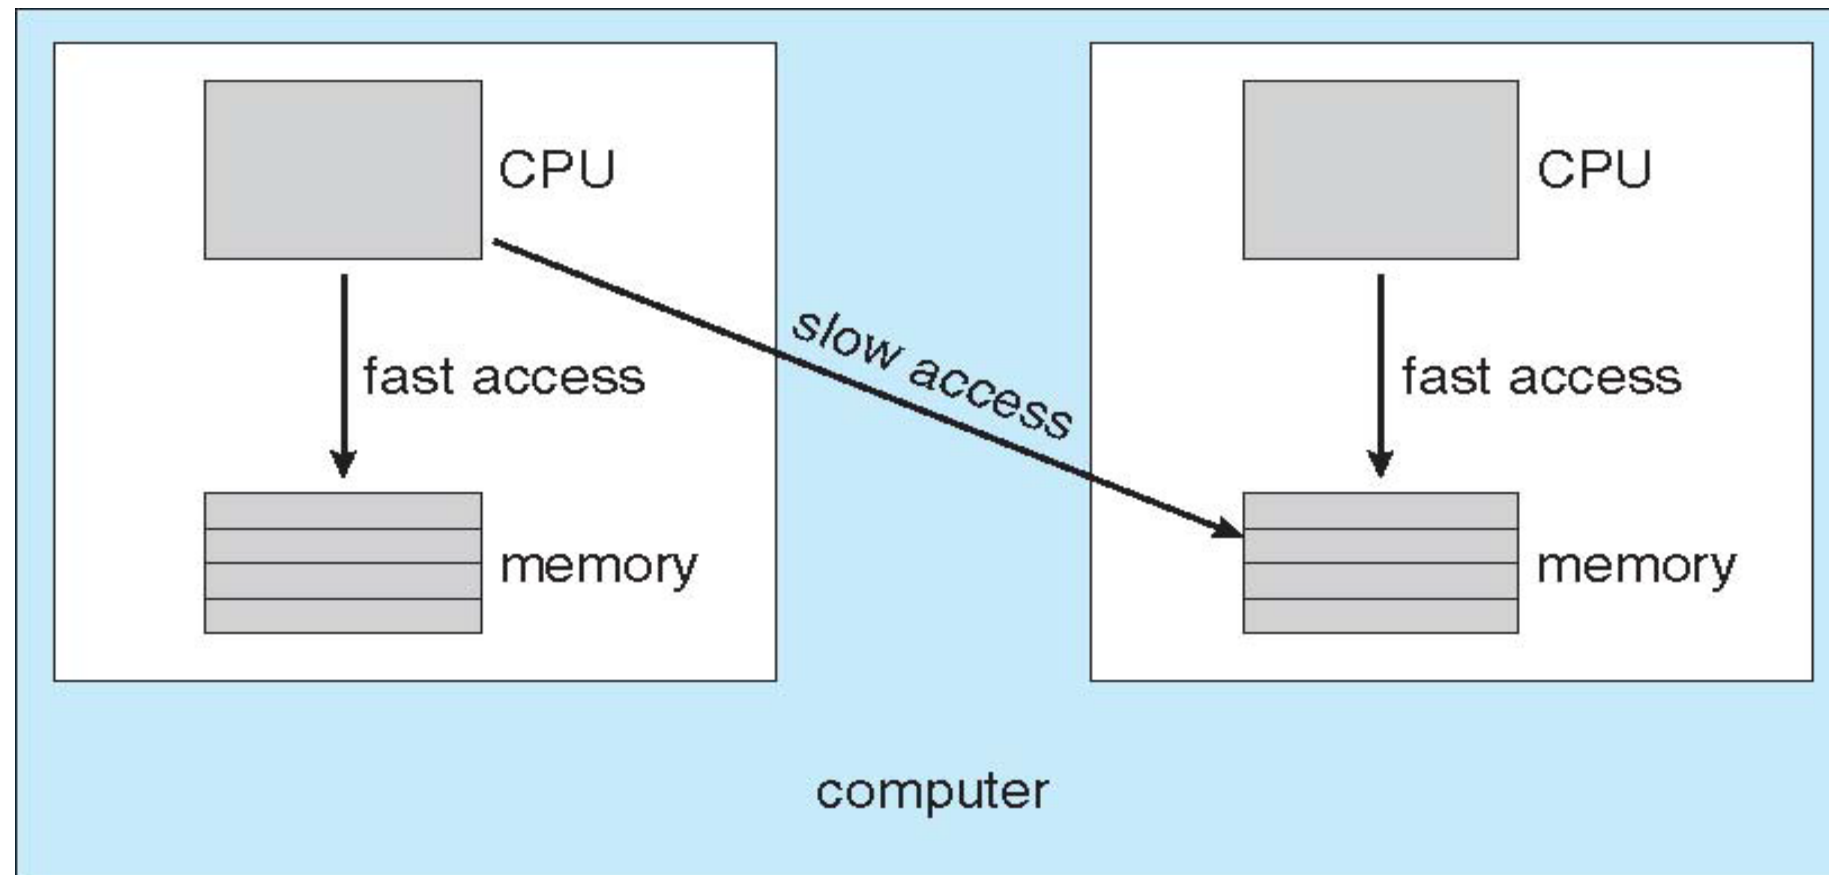 CPU
CPU
slow access
fast access
fast access
memory
memory
computer